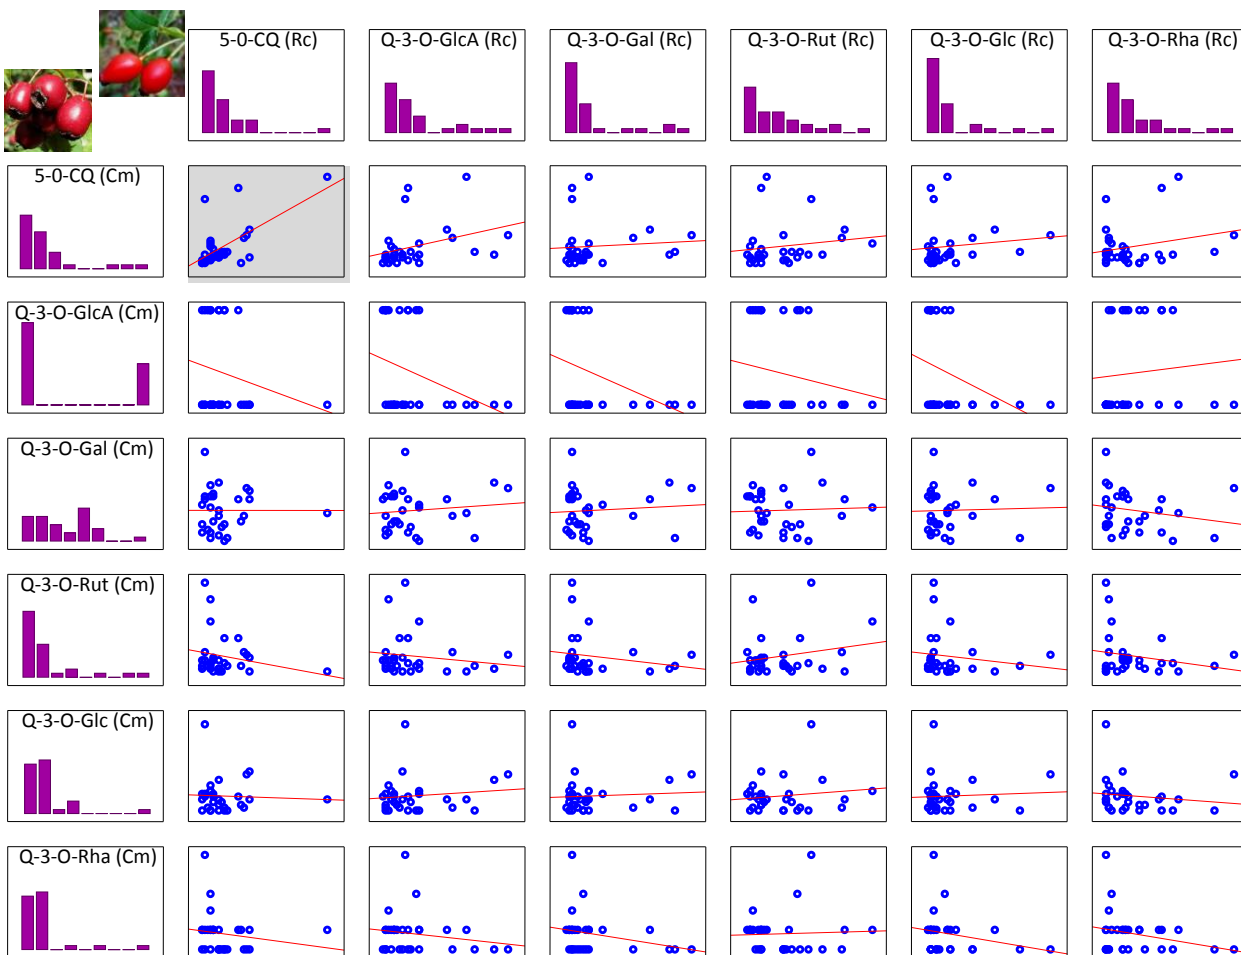 5-0-CQ (Rc)
Q-3-O-GlcA (Rc)
Q-3-O-Gal (Rc)
Q-3-O-Rut (Rc)
Q-3-O-Glc (Rc)
Q-3-O-Rha (Rc)
5-0-CQ (Cm)
Q-3-O-GlcA (Cm)
Q-3-O-Gal (Cm)
Q-3-O-Rut (Cm)
Q-3-O-Glc (Cm)
Q-3-O-Rha (Cm)